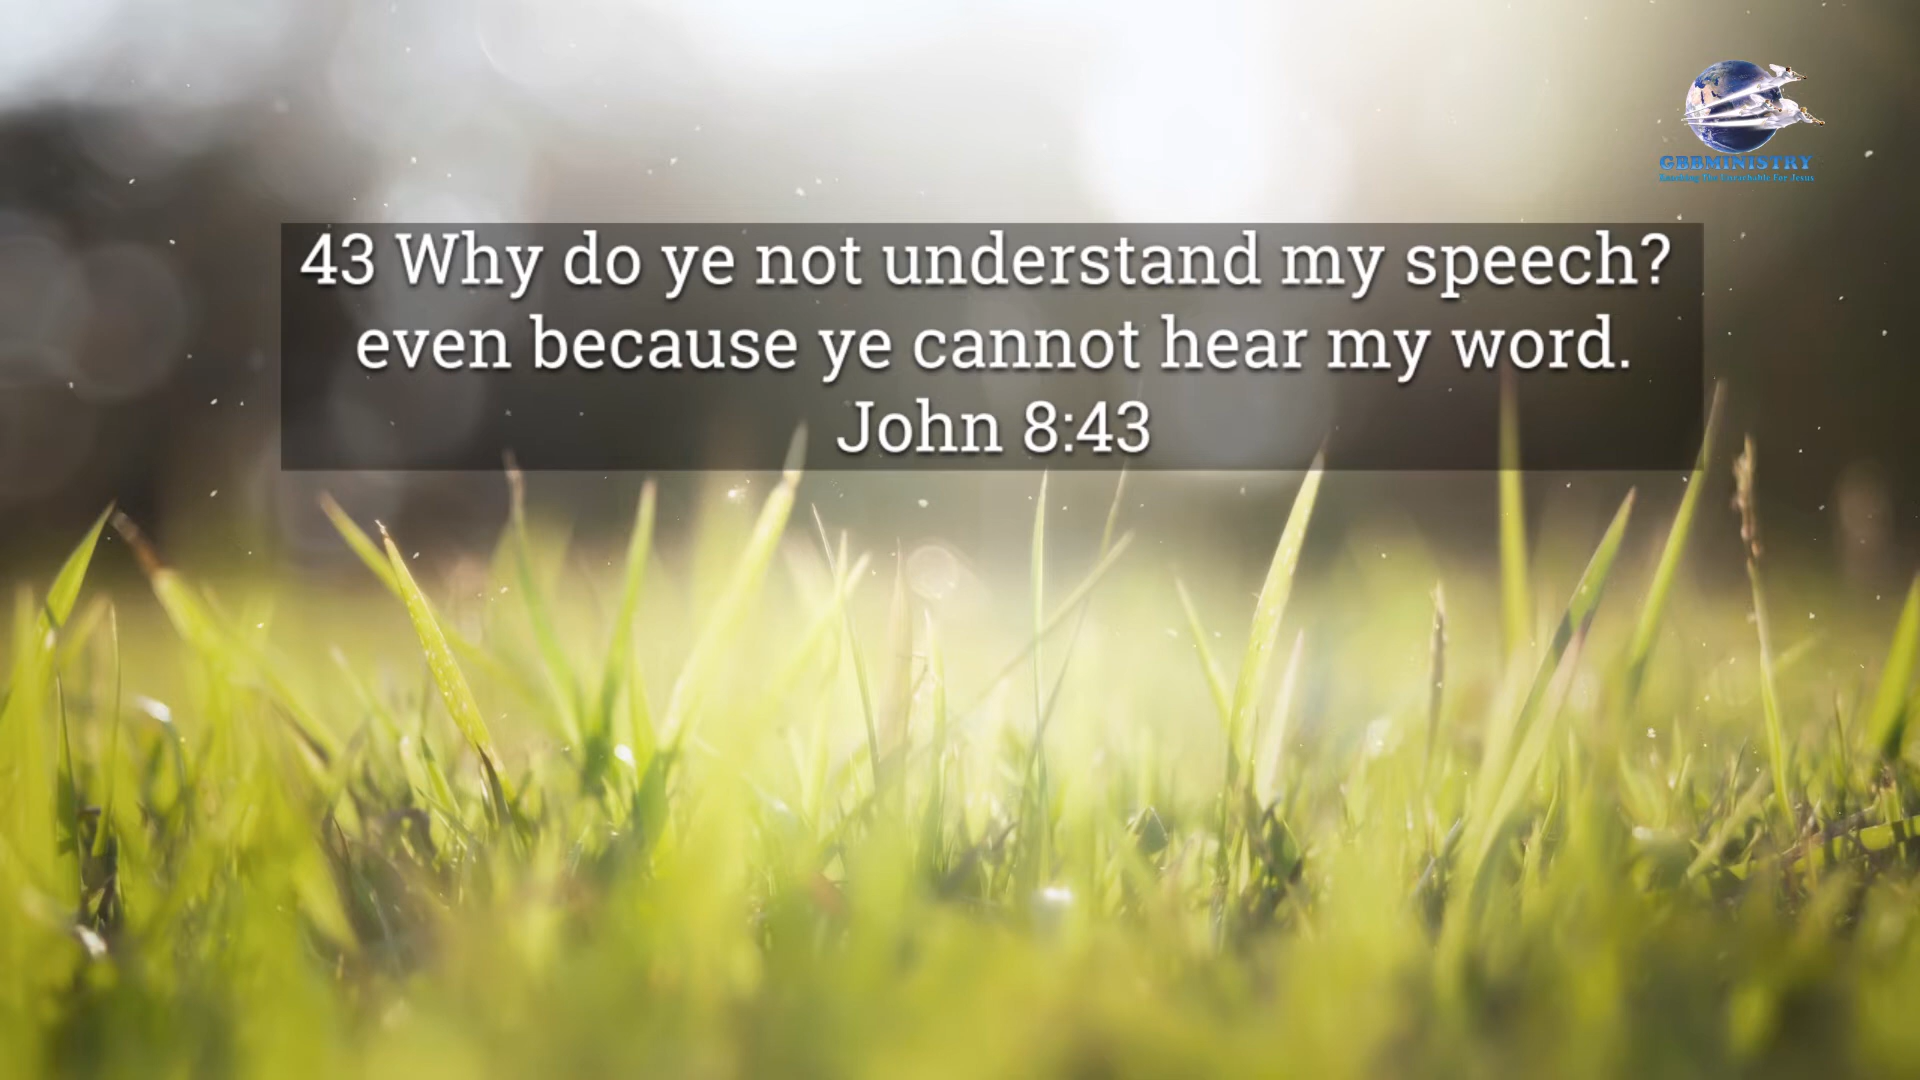 GBBMINISTRY
43 Why do ye not understand my speech?
even because ye cannot hear my word.
John 8:43